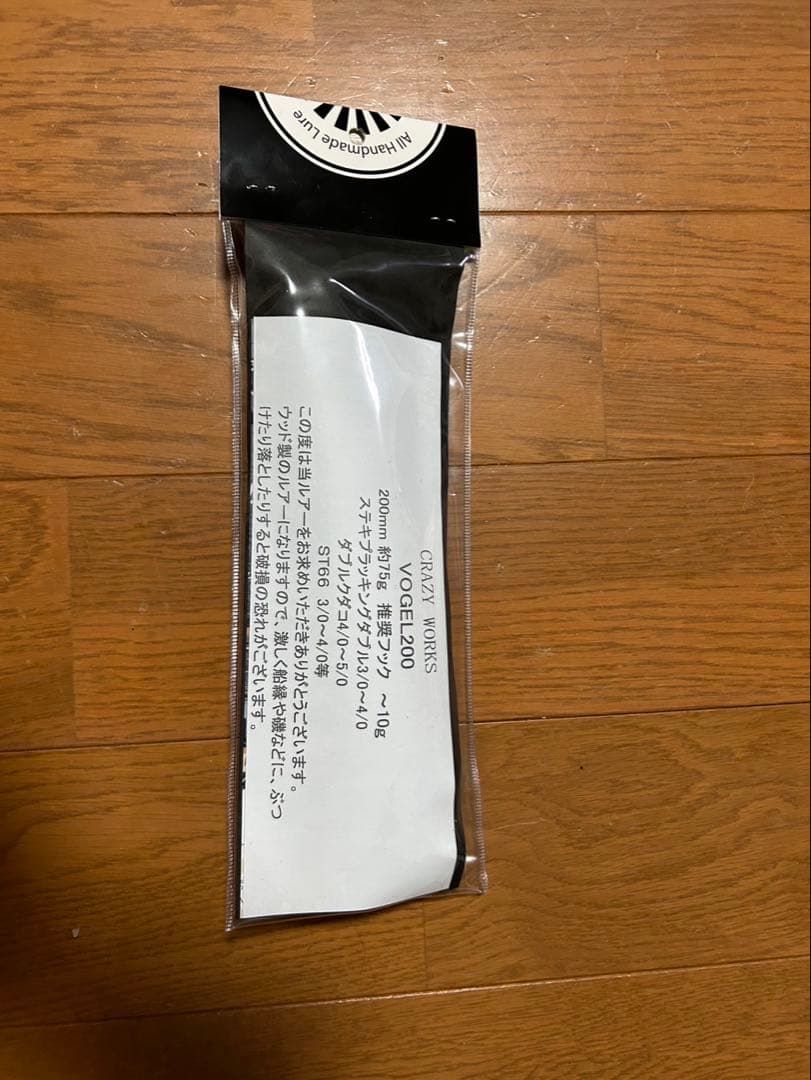 All Handmade Lure
CRAZY WORKS
VOGEL200
200mm 約75g 推奨フック ～10g
ステキプラッキングダブル3/0～4/0
ダブルクダコ4/0～5/0
ST66 3/0～4/0等
この度は当ルアーをお求めいただきありがとうございます。
ウッド製のルアーになりますので、激しく船縁や磯などに、ぶつ
けたり落としたりすると破損の恐れがございます。